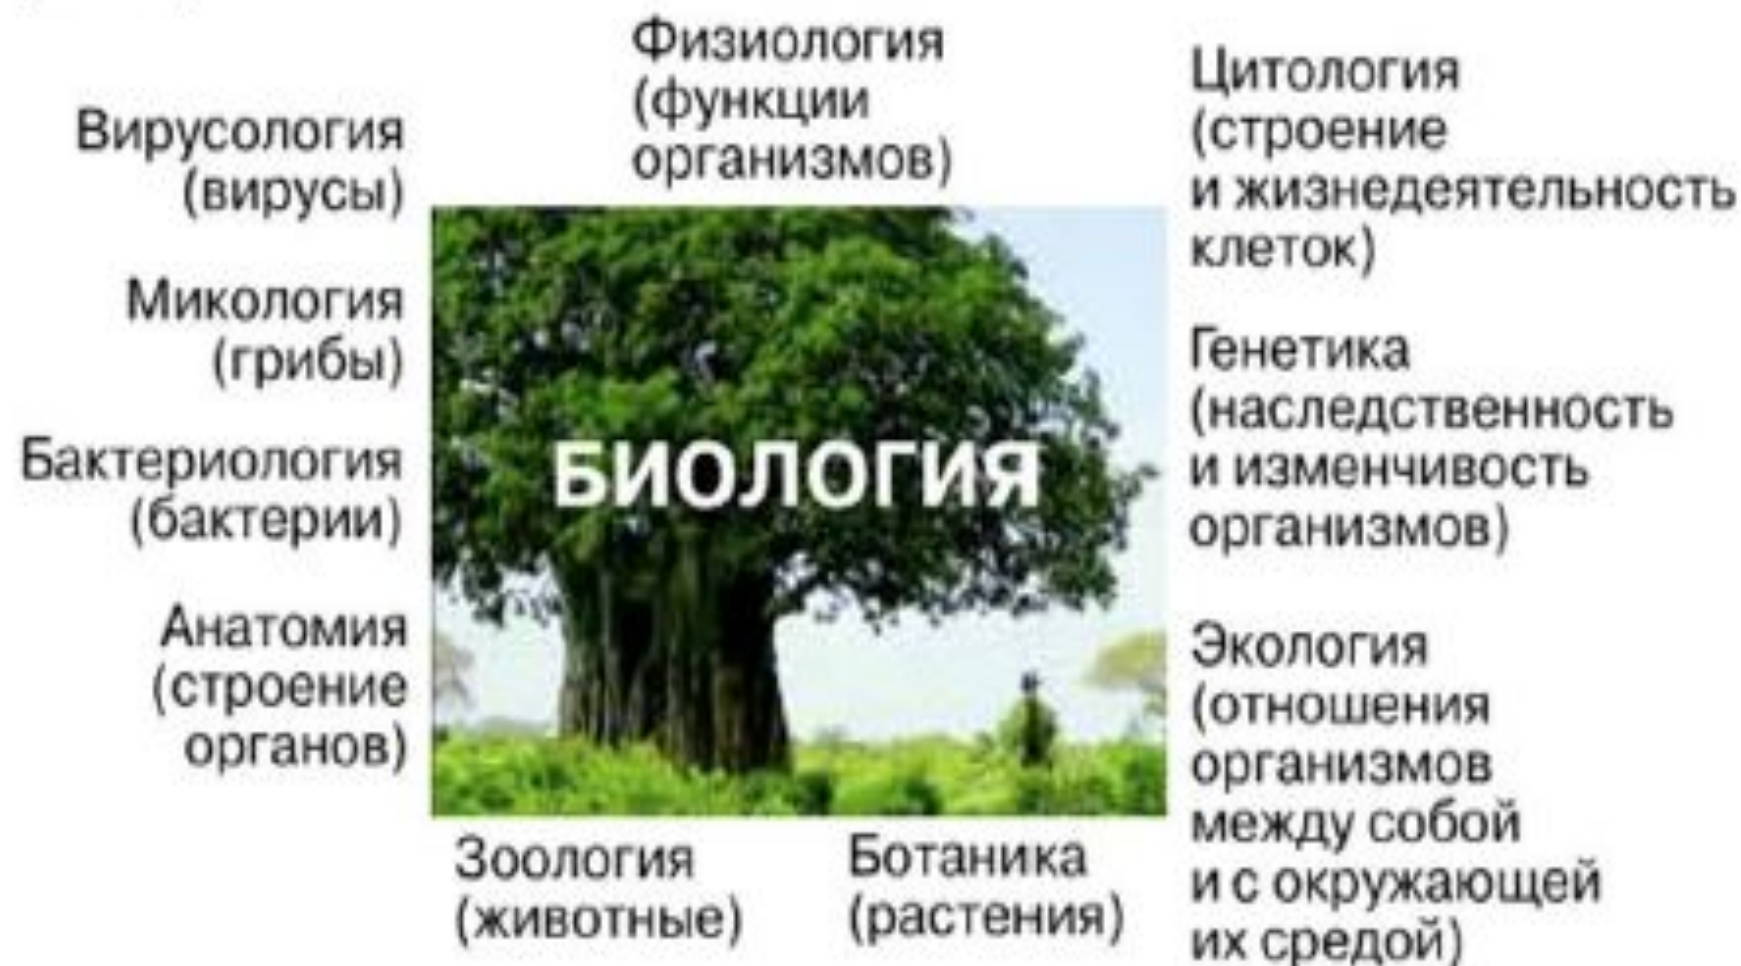 Физиология
(функции
организмов)
Вирусология
(вирусы)
Микология
(грибы)
Бактериология
(бактерии)
Анатомия
(строение
органов)
БИОЛОГИЯ
Цитология
(строение
и жизнедеятельность
клеток)
Генетика
(наследственность
и изменчивость
организмов)
Экология
(отношения
организмов
между собой
и с окружающей
их средой)
Зоология
(животные)
Ботаника
(растения)